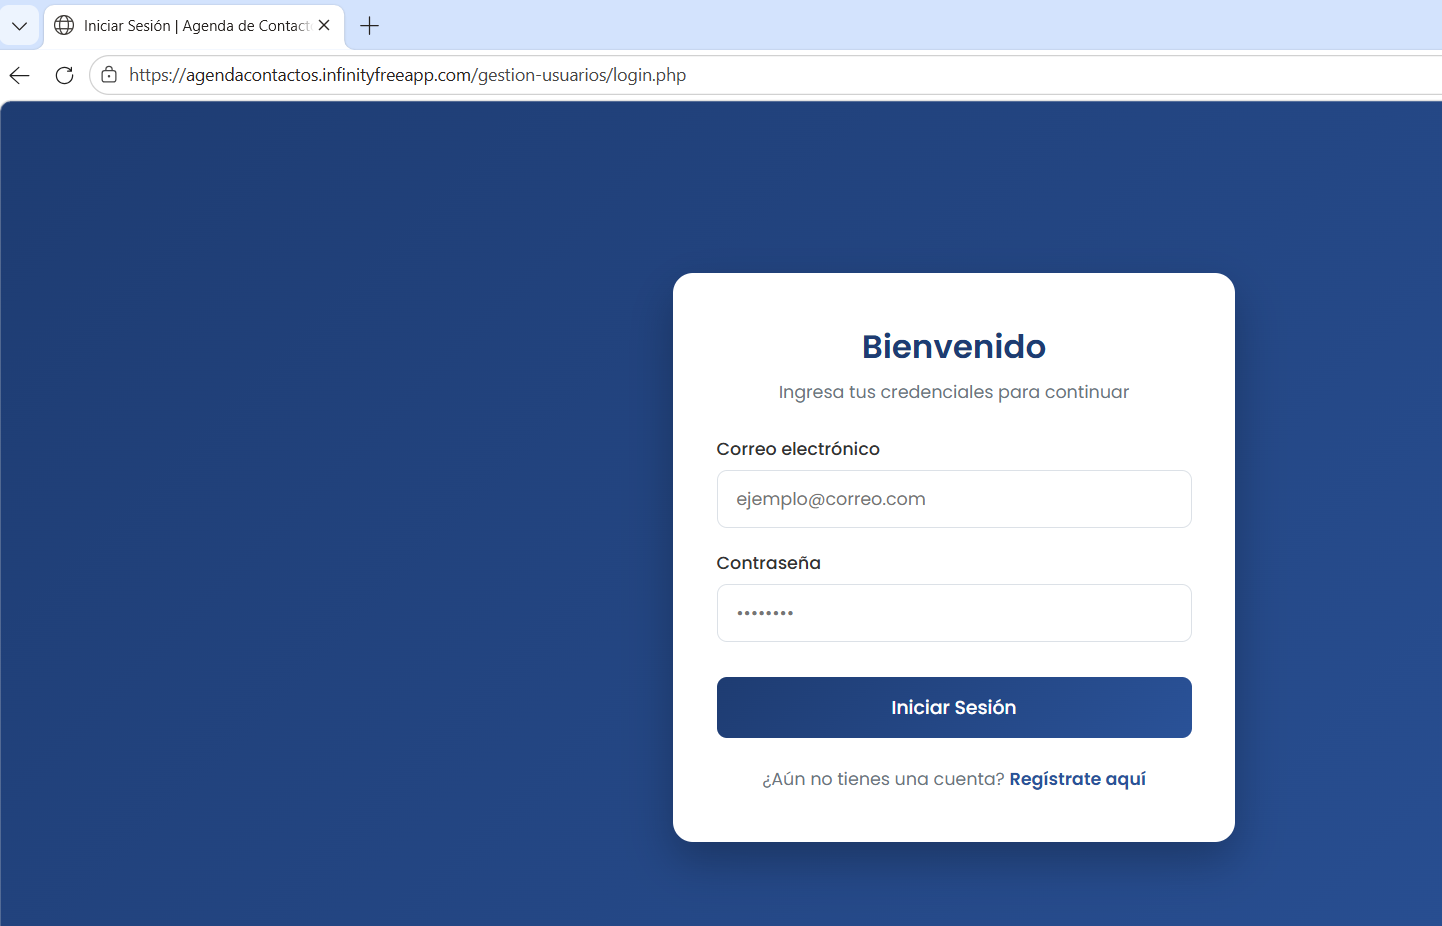 Iniciar Sesión | Agenda de Contact
https://agendacontactos.infinityfreeapp.com/gestion-usuarios/login.php
Bienvenido
Ingresa tus credenciales para continuar
Correo electrónico
ejemplo@correo.com
Contraseña
••••••••
Iniciar Sesión
¿Aún no tienes una cuenta? Regístrate aquí